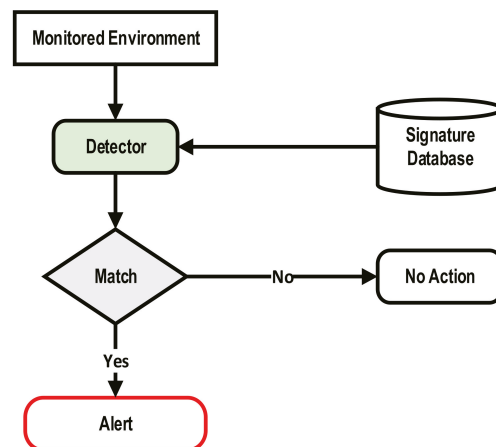 Monitored Environment
Detector
Signature
Database
Match
No
No Action
Yes
Alert